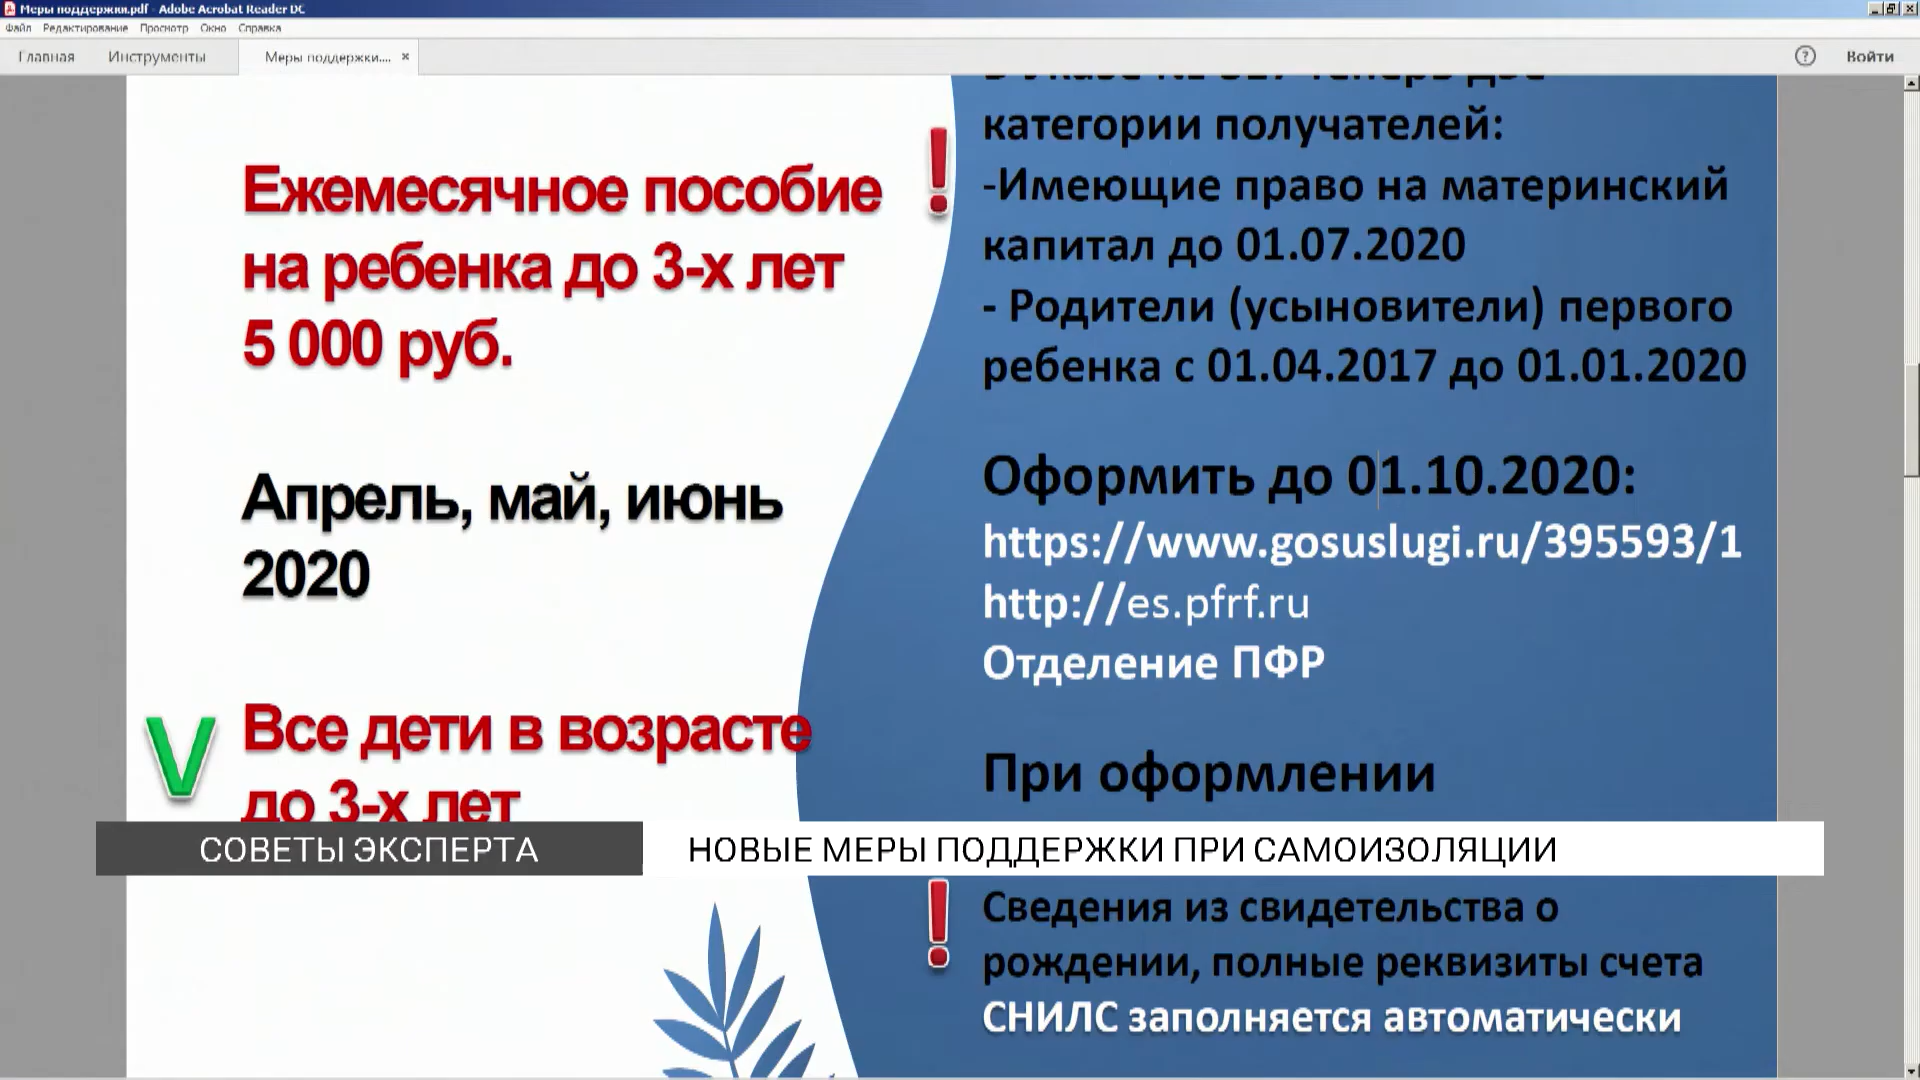 Меры поддержки.pdf - Adobe Acrobat Reader DC
Файл Редактирование Просмотр Окно Справка
Главная Инструменты Меры поддержки.... × ? Войти
Ежемесячное пособие
на ребенка до 3-х лет
5 000 руб.
Апрель, май, июнь
2020
V Все дети в возрасте
до 3-х лет
!
категории получателей:
-Имеющие право на материнский
капитал до 01.07.2020
- Родители (усыновители) первого
ребенка с 01.04.2017 до 01.01.2020
Оформить до 01.10.2020:
https://www.gosuslugi.ru/395593/1
http://es.pfrf.ru
Отделение ПФР
При оформлении
СОВЕТЫ ЭКСПЕРТА НОВЫЕ МЕРЫ ПОДДЕРЖКИ ПРИ САМОИЗОЛЯЦИИ
! Сведения из свидетельства о
рождении, полные реквизиты счета
СНИЛС заполняется автоматически